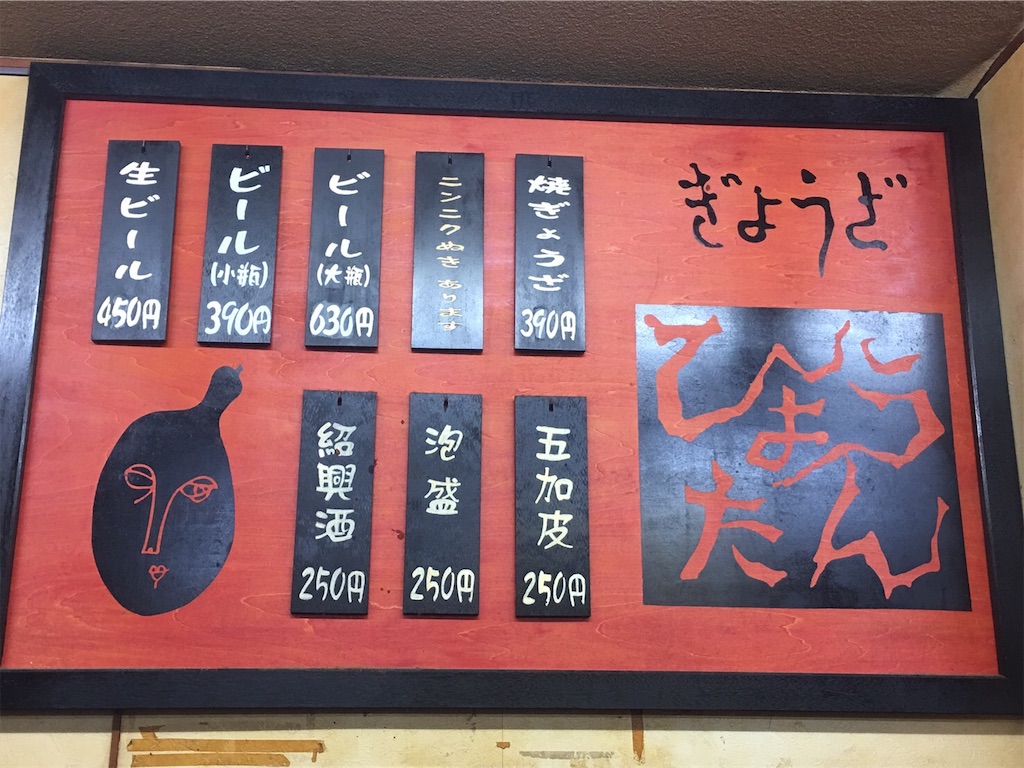 ぎょうざ
ひょうたん
焼ぎょうざ
390円
ニンニクぬきあります
ビール
(大瓶)
630円
ビール
(小瓶)
390円
生ビール
450円
五加皮
250円
泡盛
250円
紹興酒
250円